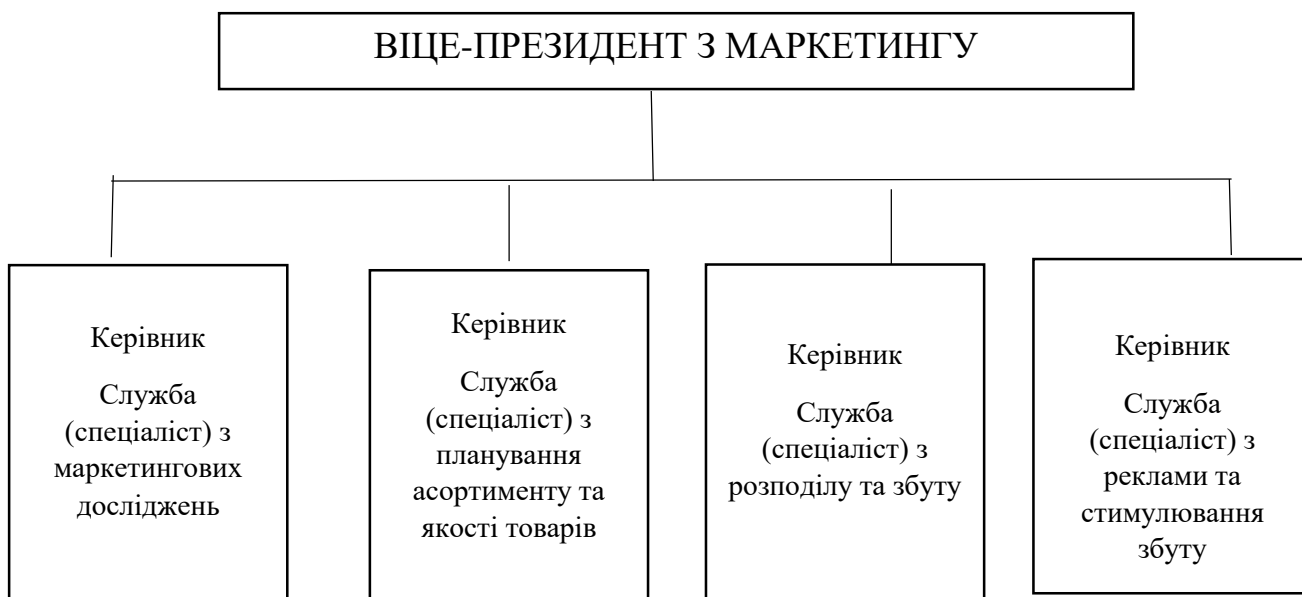 ВІЦЕ-ПРЕЗИДЕНТ З МАРКЕТИНГУ
Керівник
Служба
(спеціаліст) з
маркетингових
досліджень
Керівник
Служба
(спеціаліст) з
планування
асортименту та
якості товарів
Керівник
Служба
(спеціаліст) з
розподілу та збуту
Керівник
Служба
(спеціаліст) з
реклами та
стимулювання
збуту